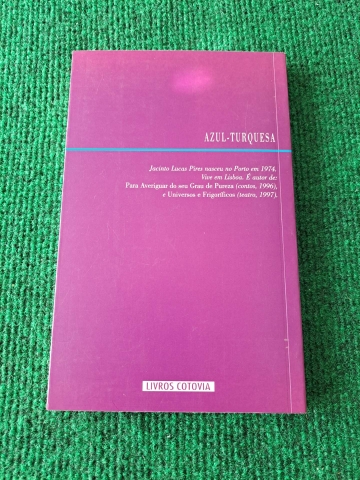 AZUL-TURQUESA
Jacinto Lucas Pires nasceu no Porto em 1974.
Vive em Lisboa. É autor de:
Para Averiguar do seu Grau de Pureza (contos, 1996),
e Universos e Frigoríficos (teatro, 1997).
LIVROS COTOVIA